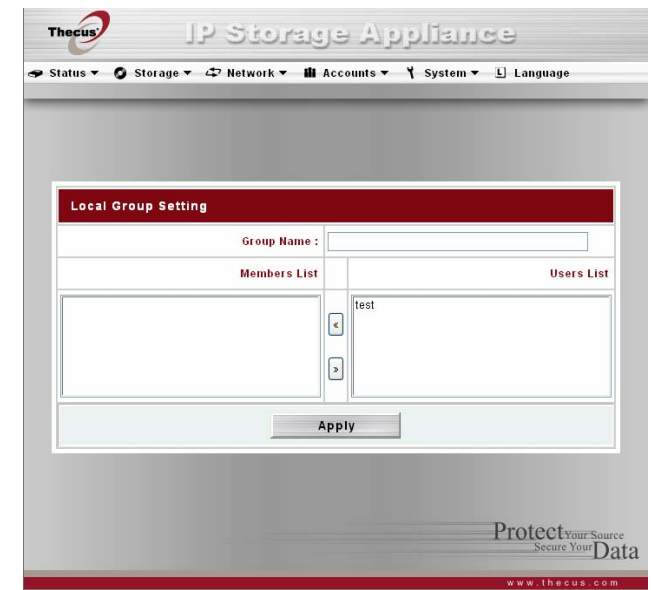 Thecus
IP Storage Appliance
Status Storage Network Accounts System L Language
Local Group Setting
Group Name :
Members List Users List
test
«
»
Apply
Protect Your Source
Secure Your Data
www.thecus.com